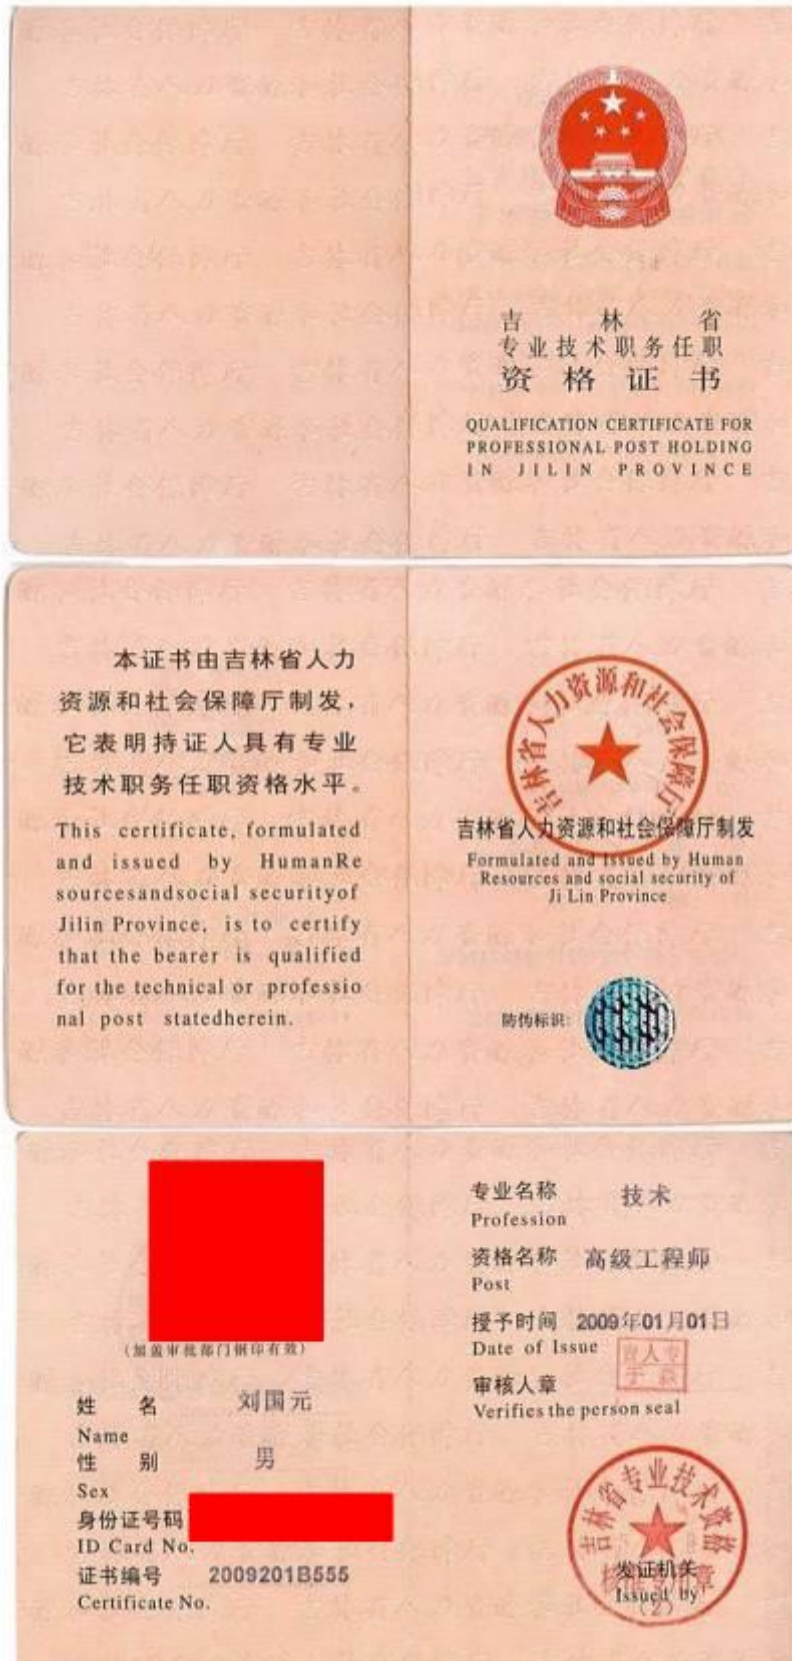 吉林省
专业技术职务任职
资格证书
QUALIFICATION CERTIFICATE FOR
PROFESSIONAL POST HOLDING
IN JILIN PROVINCE
本证书由吉林省人力
资源和社会保障厅制发，
它表明持证人具有专业
技术职务任职资格水平。
This certificate, formulated
and issued by HumanRe
sourcesandsocial securityof
Jilin Province, is to certify
that the bearer is qualified
for the technical or professio
nal post statedherein.
吉林省人力资源和社会保障厅
吉林省人力资源和社会保障厅制发
Formulated and Issued by Human
Resources and social security of
Ji Lin Province
防伪标识：
（加盖审批部门钢印有效）
姓名 刘国元
Name
性别 男
Sex
身份证号码
ID Card No.
证书编号 2009201B555
Certificate No.
专业名称 技术
Profession
资格名称 高级工程师
Post
授予时间 2009年01月01日
Date of Issue
审核人章
Verifies the person seal
吉林省专业技术资格
发证机关
Issued by
(2)